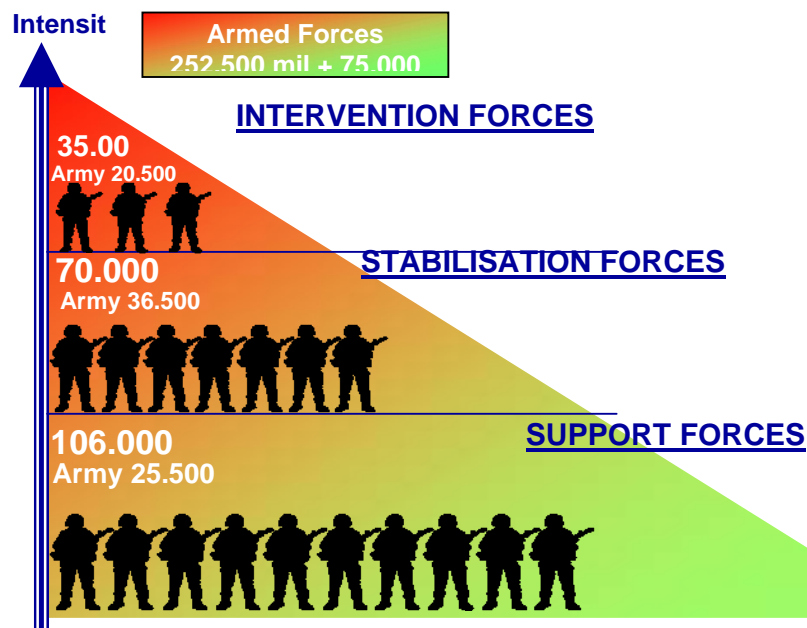 Intensit
Armed Forces
252.500 mil + 75.000
INTERVENTION FORCES
35.00
Army 20.500
STABILISATION FORCES
70.000
Army 36.500
SUPPORT FORCES
106.000
Army 25.500